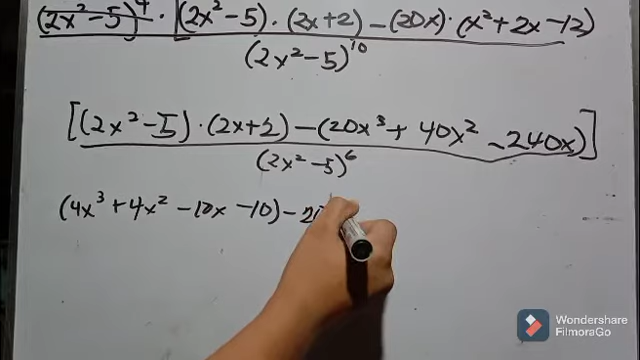 (2x² - 5)⁴ · [(2x² - 5) · (2x + 2) - (20x) · (x² + 2x - 12)
(2x² - 5)¹⁰
[(2x² - 5) · (2x + 2) - (20x³ + 40x² - 240x)]
(2x² - 5)⁶
(4x³ + 4x² - 10x - 10) - 20
Wondershare
FilmoraGo